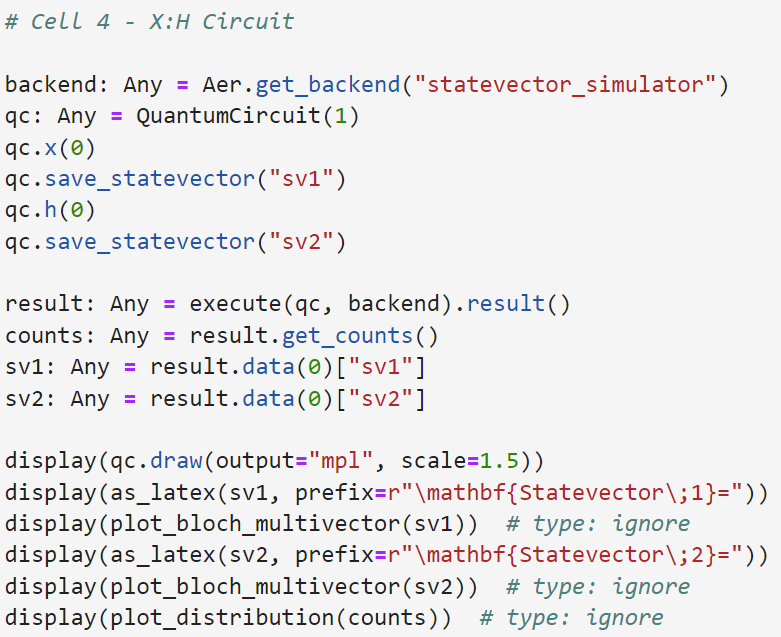 # Cell 4 - X:H Circuit
backend: Any = Aer.get_backend("statevector_simulator")
qc: Any = QuantumCircuit(1)
qc.x(0)
qc.save_statevector("sv1")
qc.h(0)
qc.save_statevector("sv2")
result: Any = execute(qc, backend).result()
counts: Any = result.get_counts()
sv1: Any = result.data(0)["sv1"]
sv2: Any = result.data(0)["sv2"]
display(qc.draw(output="mpl", scale=1.5))
display(as_latex(sv1, prefix=r"\mathbf{Statevector\;1}="))
display(plot_bloch_multivector(sv1))  # type: ignore
display(as_latex(sv2, prefix=r"\mathbf{Statevector\;2}="))
display(plot_bloch_multivector(sv2))  # type: ignore
display(plot_distribution(counts))  # type: ignore